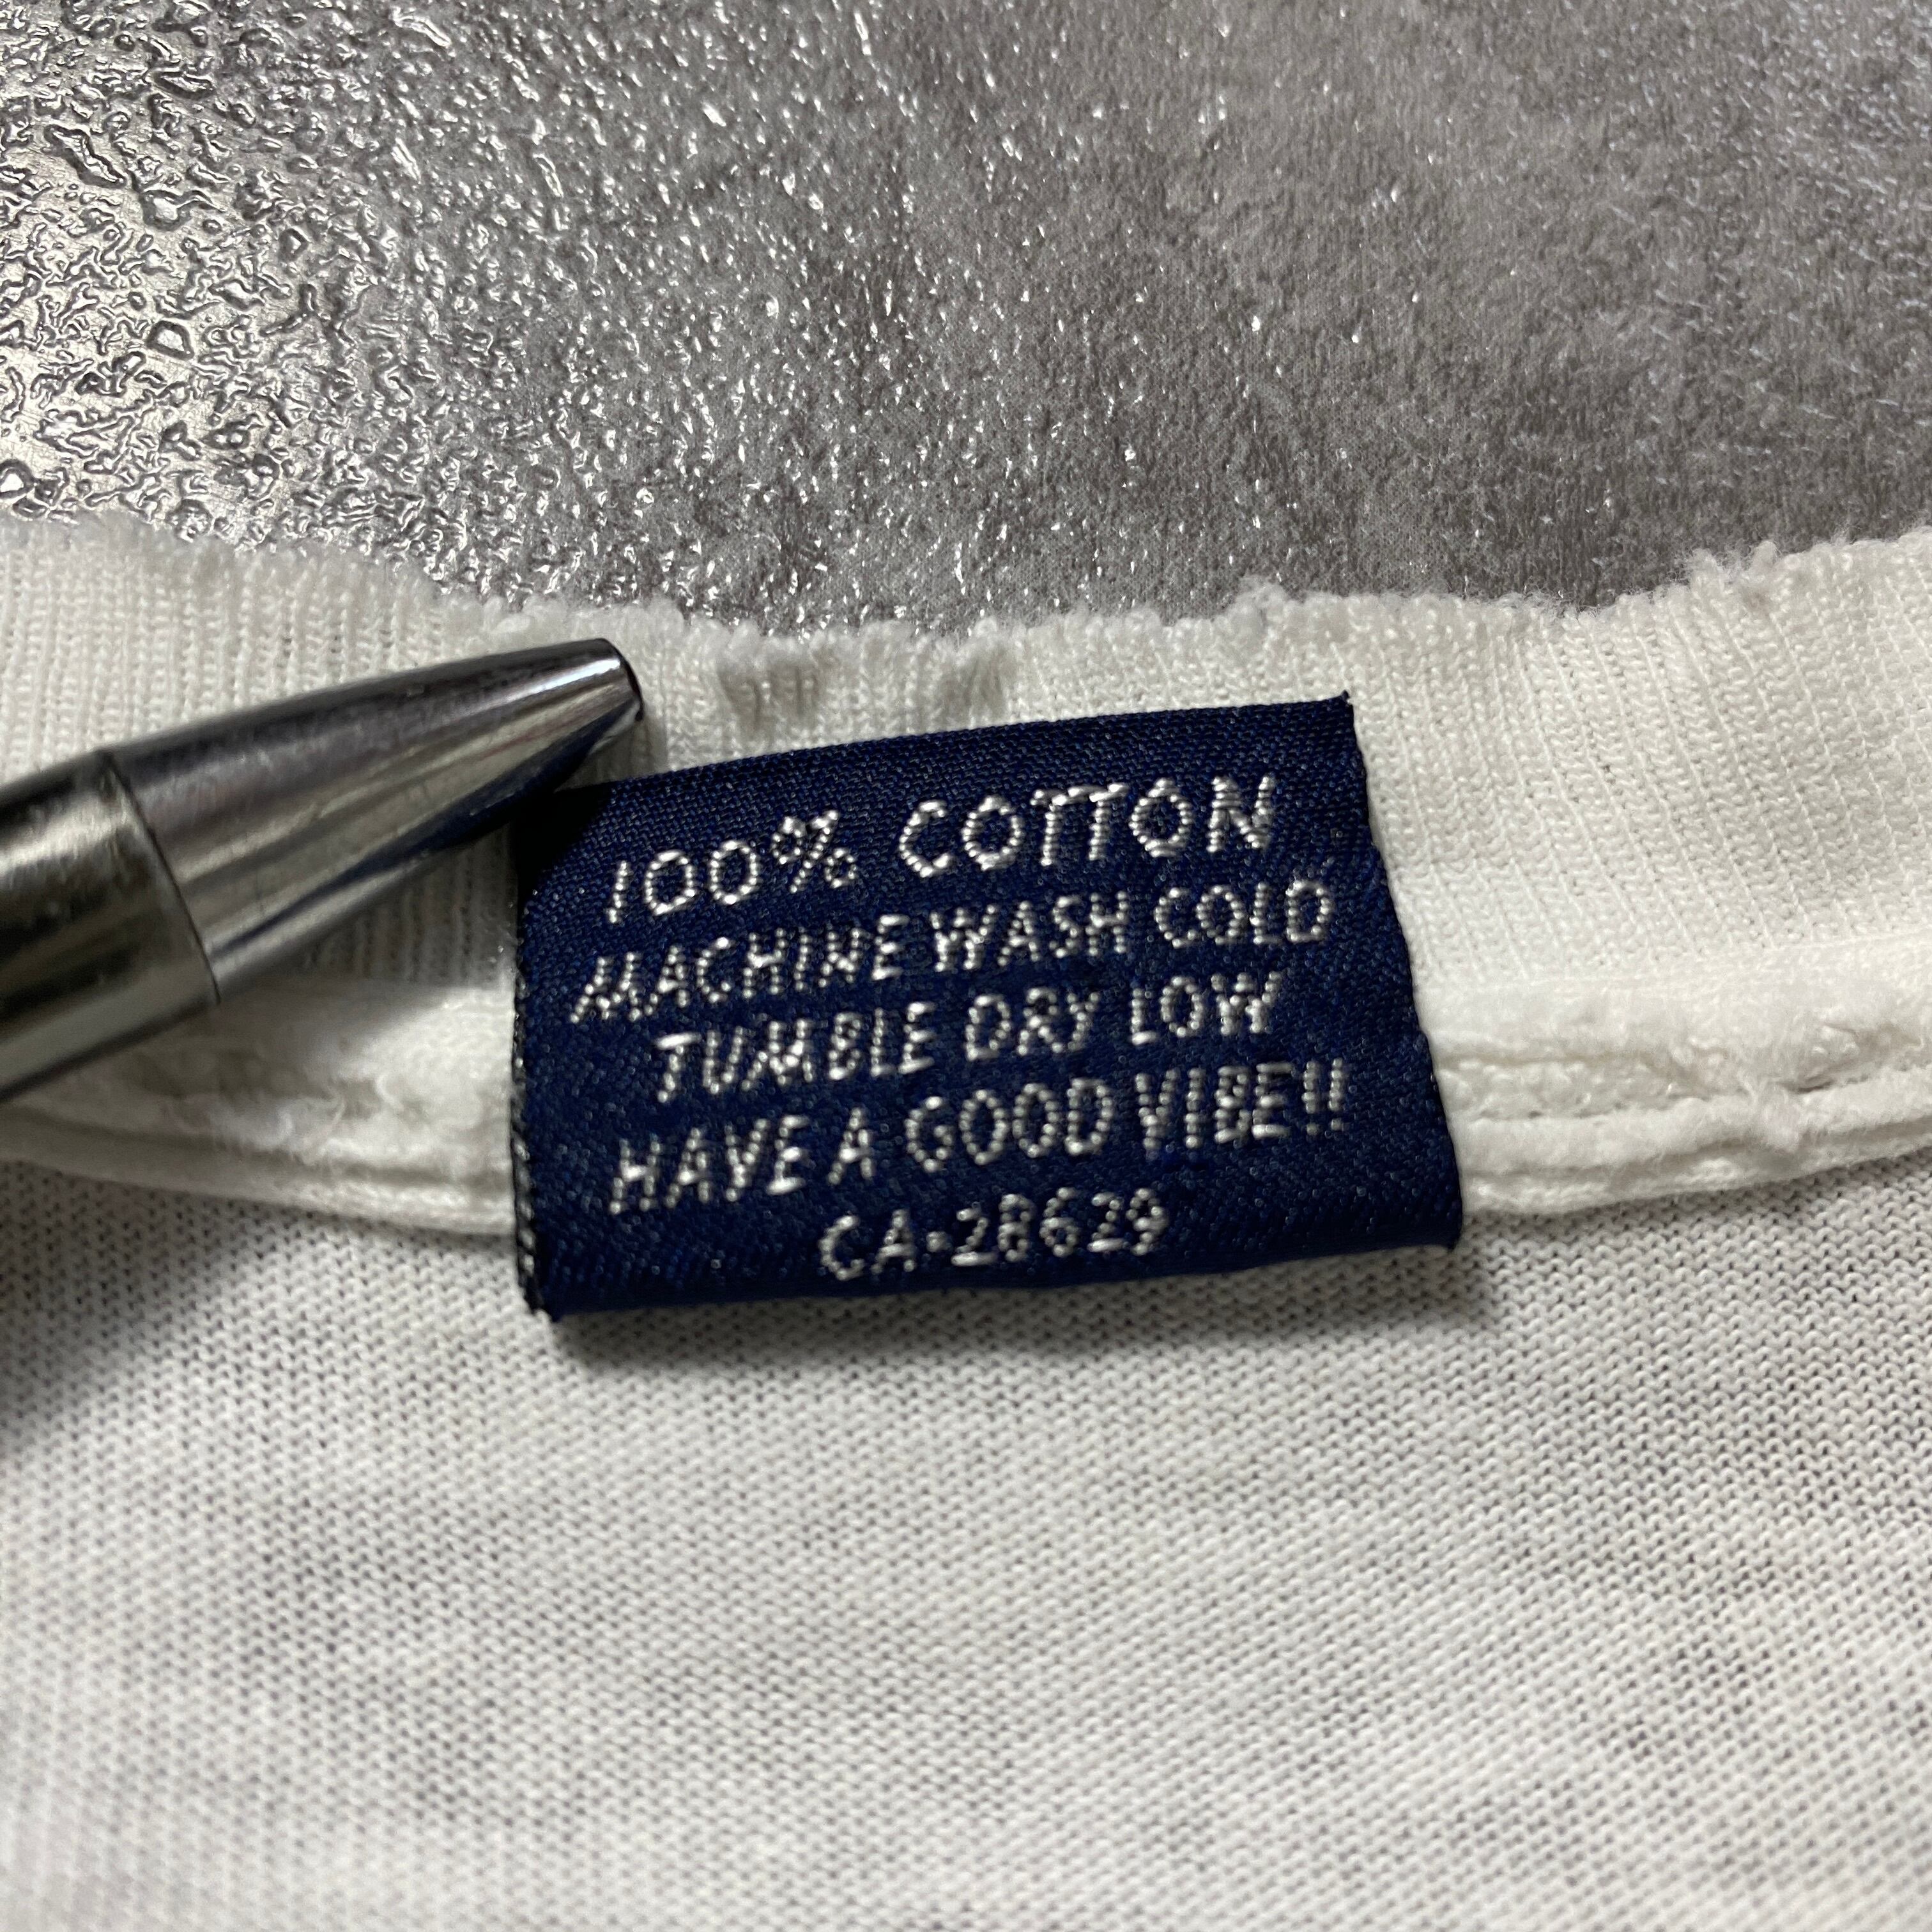 100% COTTON
MACHINE WASH COLD
TUMBLE DRY LOW
HAVE A GOOD VIBE!!
CA-28629